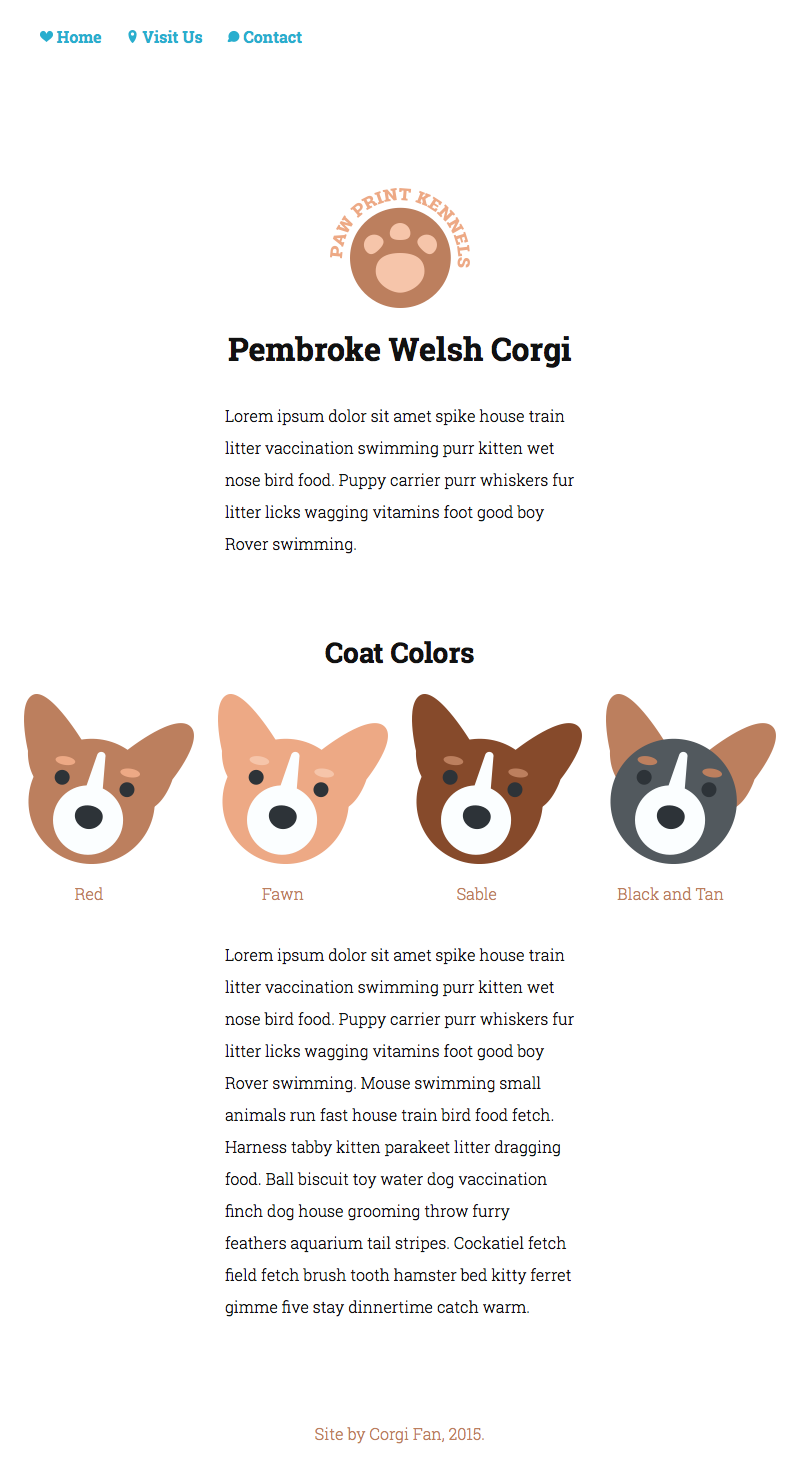 Home Visit Us Contact
PAW PRINT KENNELS
Pembroke Welsh Corgi
Lorem ipsum dolor sit amet spike house train
litter vaccination swimming purr kitten wet
nose bird food. Puppy carrier purr whiskers fur
litter licks wagging vitamins foot good boy
Rover swimming.
Coat Colors
Red Fawn Sable Black and Tan
Lorem ipsum dolor sit amet spike house train
litter vaccination swimming purr kitten wet
nose bird food. Puppy carrier purr whiskers fur
litter licks wagging vitamins foot good boy
Rover swimming. Mouse swimming small
animals run fast house train bird food fetch.
Harness tabby kitten parakeet litter dragging
food. Ball biscuit toy water dog vaccination
finch dog house grooming throw furry
feathers aquarium tail stripes. Cockatiel fetch
field fetch brush tooth hamster bed kitty ferret
gimme five stay dinnertime catch warm.
Site by Corgi Fan, 2015.